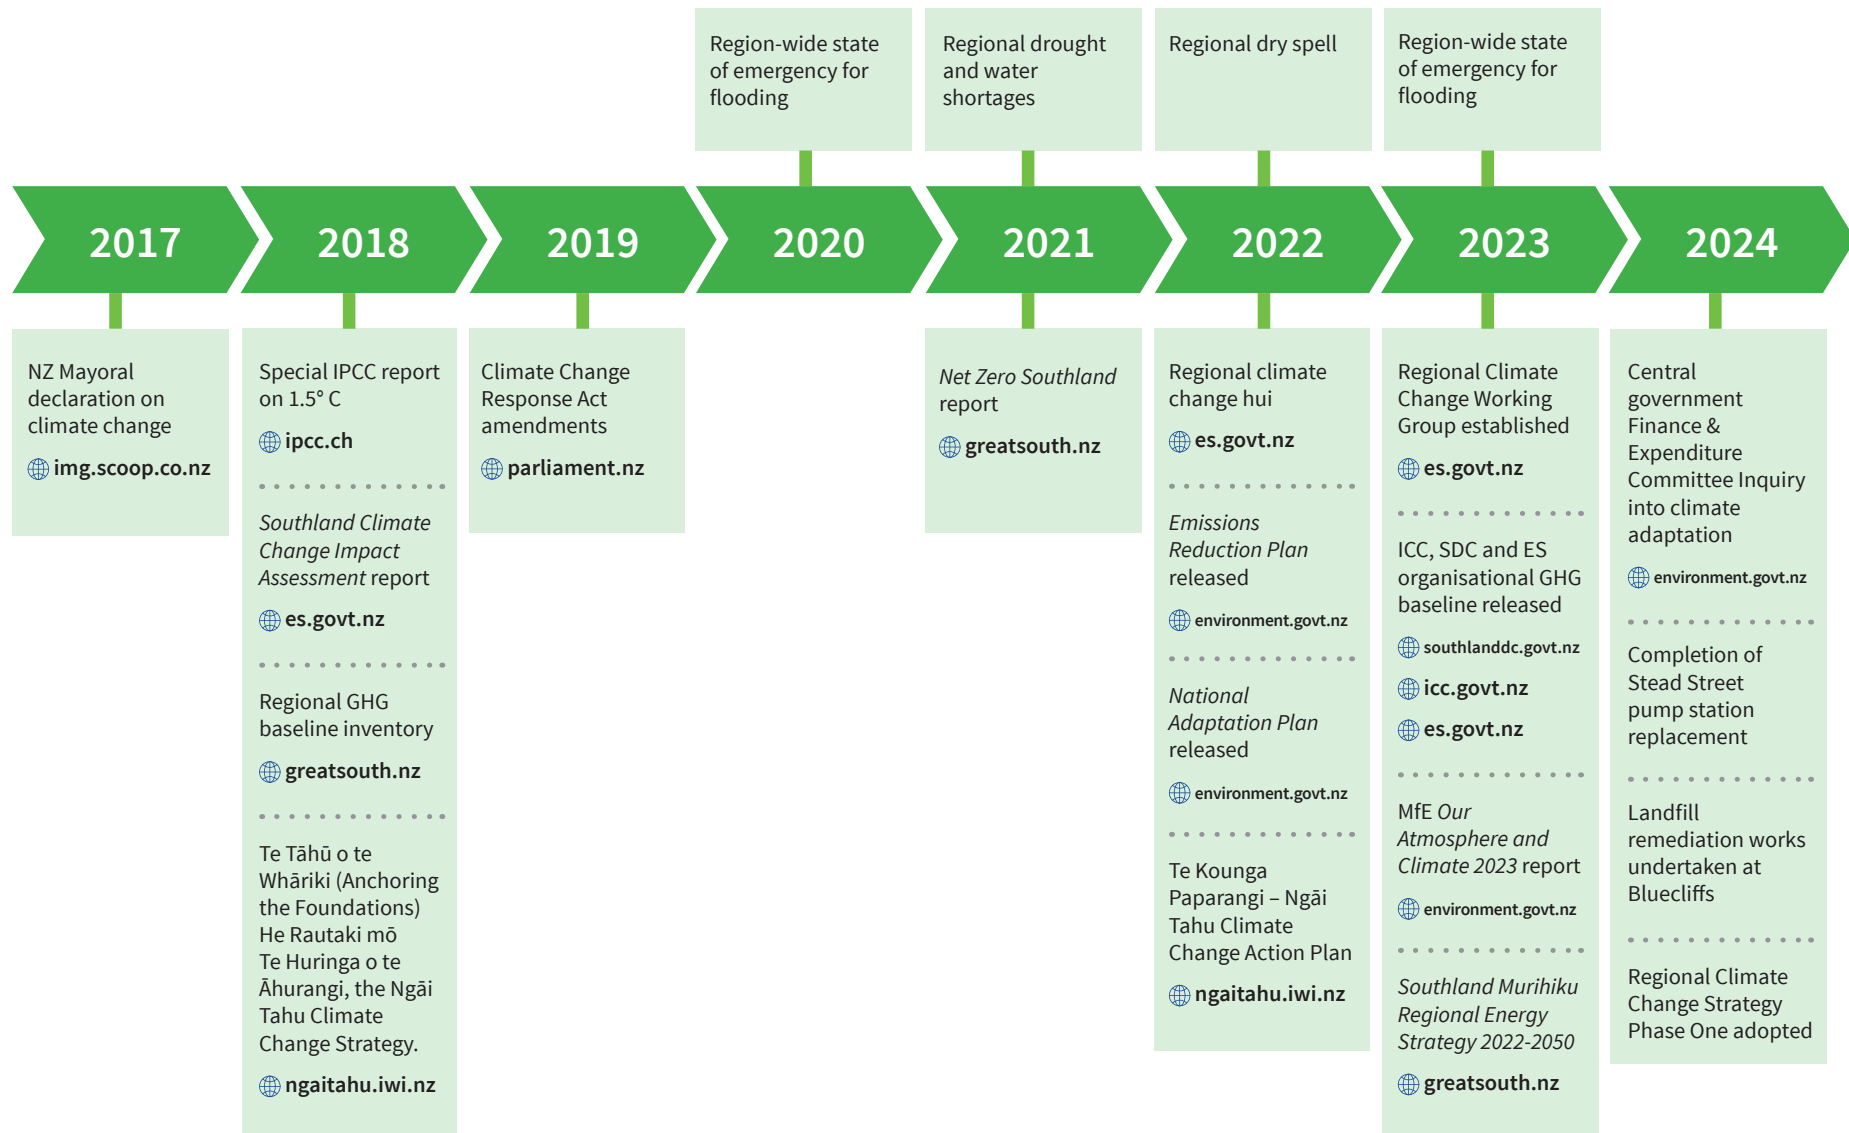 Region-wide state
of emergency for
flooding
Regional drought
and water
shortages
Regional dry spell
Region-wide state
of emergency for
flooding
2017
2018
2019
2020
2021
2022
2023
2024
NZ Mayoral
declaration on
climate change
img.scoop.co.nz
Special IPCC report
on 1.5° C
ipcc.ch
Southland Climate
Change Impact
Assessment report
es.govt.nz
Regional GHG
baseline inventory
greatsouth.nz
Te Tāhū o te
Whāriki (Anchoring
the Foundations)
He Rautaki mō
Te Huringa o te
Āhurangi, the Ngāi
Tahu Climate
Change Strategy.
ngaitahu.iwi.nz
Climate Change
Response Act
amendments
parliament.nz
Net Zero Southland
report
greatsouth.nz
Regional climate
change hui
es.govt.nz
Emissions
Reduction Plan
released
environment.govt.nz
National
Adaptation Plan
released
environment.govt.nz
Te Kounga
Paparangi – Ngāi
Tahu Climate
Change Action Plan
ngaitahu.iwi.nz
Regional Climate
Change Working
Group established
es.govt.nz
ICC, SDC and ES
organisational GHG
baseline released
southlanddc.govt.nz
icc.govt.nz
es.govt.nz
MfE Our
Atmosphere and
Climate 2023 report
environment.govt.nz
Southland Murihiku
Regional Energy
Strategy 2022-2050
greatsouth.nz
Central
government
Finance &
Expenditure
Committee Inquiry
into climate
adaptation
environment.govt.nz
Completion of
Stead Street
pump station
replacement
Landfill
remediation works
undertaken at
Bluecliffs
Regional Climate
Change Strategy
Phase One adopted